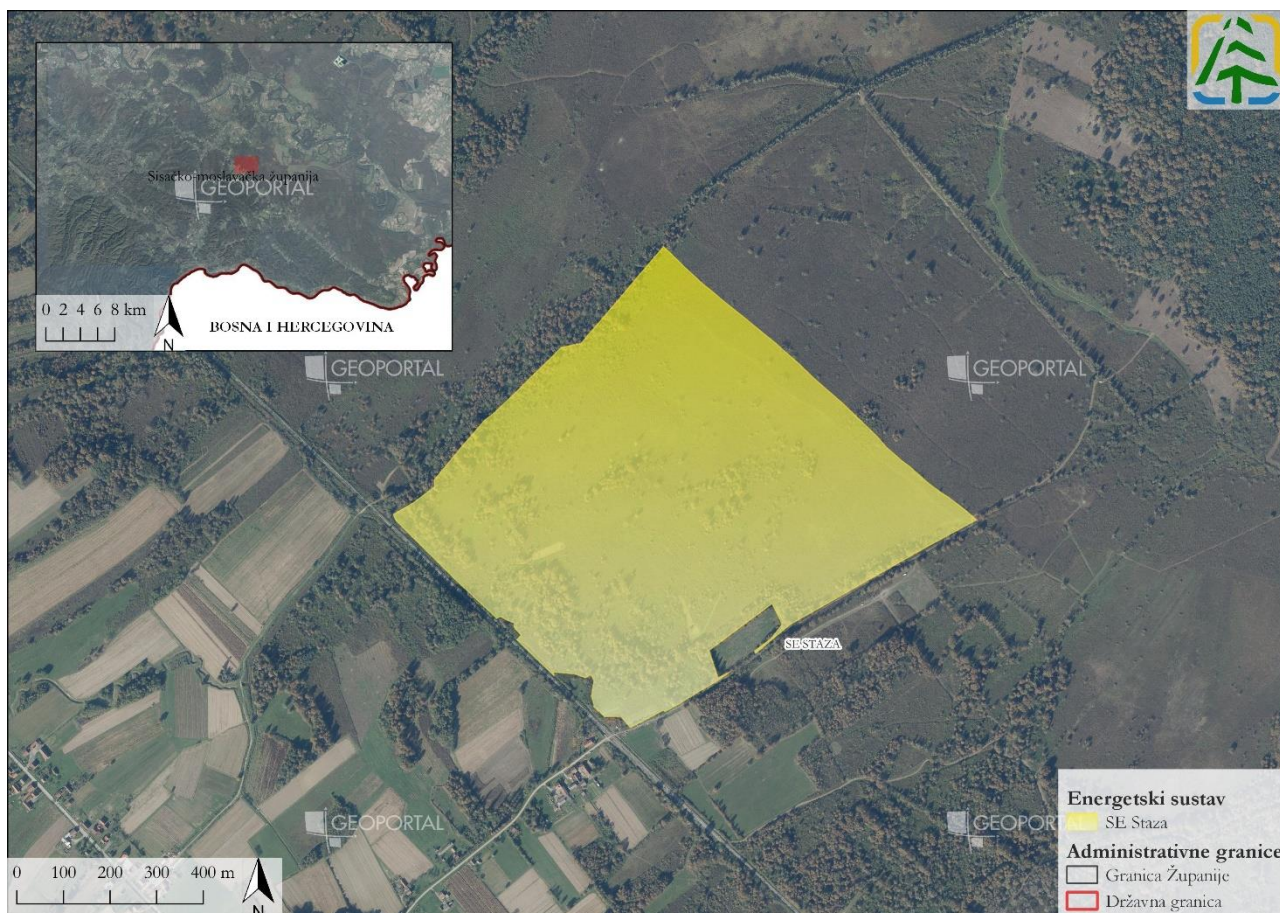 Sisačko-moslavačka županija
GEOPORTAL
0 2 4 6 8 km
N
BOSNA I HERCEGOVINA
GEOPORTAL
GEOPORTAL
SE STAZA
GEOPORTAL
GEOPORTAL
0 100 200 300 400 m
N
Energetski sustav
SE Staza
Administrativne granice
Granica Županije
Državna granica